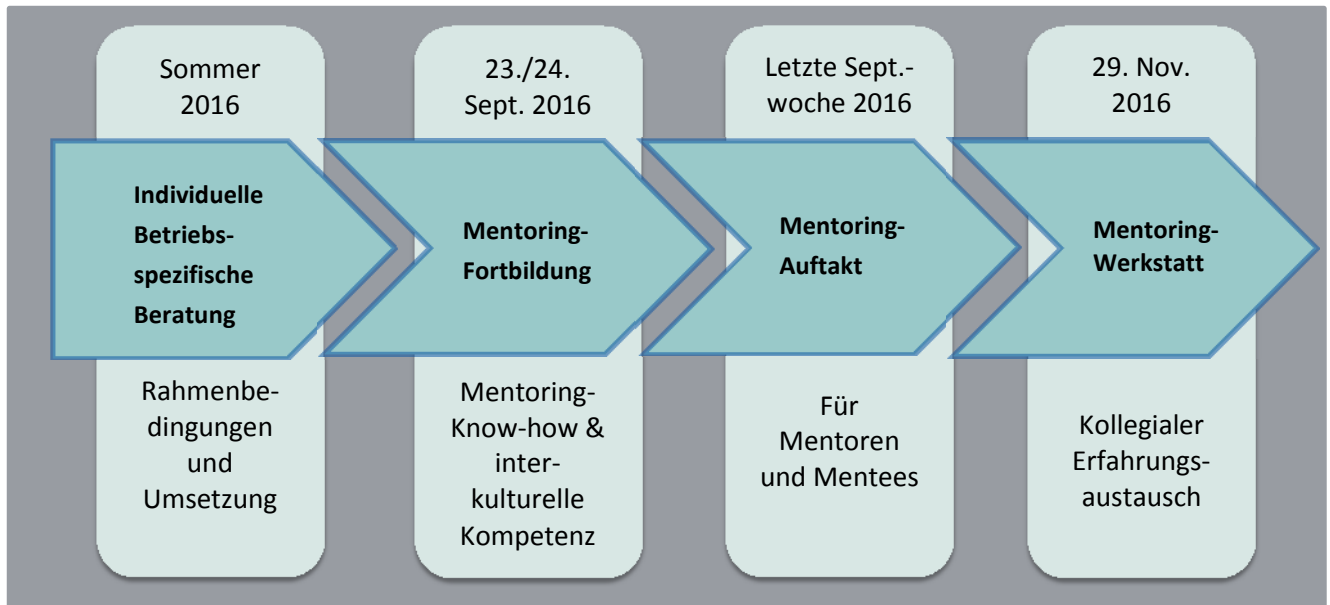 Sommer
2016
Individuelle
Betriebs-
spezifische
Beratung
Rahmenbe-
dingungen
und
Umsetzung
23./24.
Sept. 2016
Mentoring-
Fortbildung
Mentoring-
Know-how &
inter-
kulturelle
Kompetenz
Letzte Sept.-
woche 2016
Mentoring-
Auftakt
Für
Mentoren
und Mentees
29. Nov.
2016
Mentoring-
Werkstatt
Kollegialer
Erfahrungs-
austausch